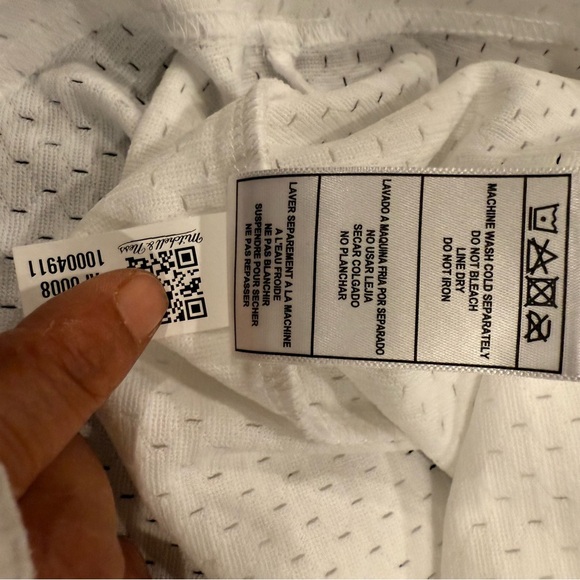 Mitchell & Ness
10004911
0008
MACHINE WASH COLD SEPARATELY
DO NOT BLEACH
LINE DRY
DO NOT IRON
LAVADO A MAQUINA FRIA POR SEPARADO
NO USAR LEJIA
SECAR COLGADO
NO PLANCHAR
LAVER SEPAREMENT A LA MACHINE
A L'EAU FROIDE
NE PAS BLANCHIR
SUSPENDRE POUR SECHER
NE PAS REPASSER